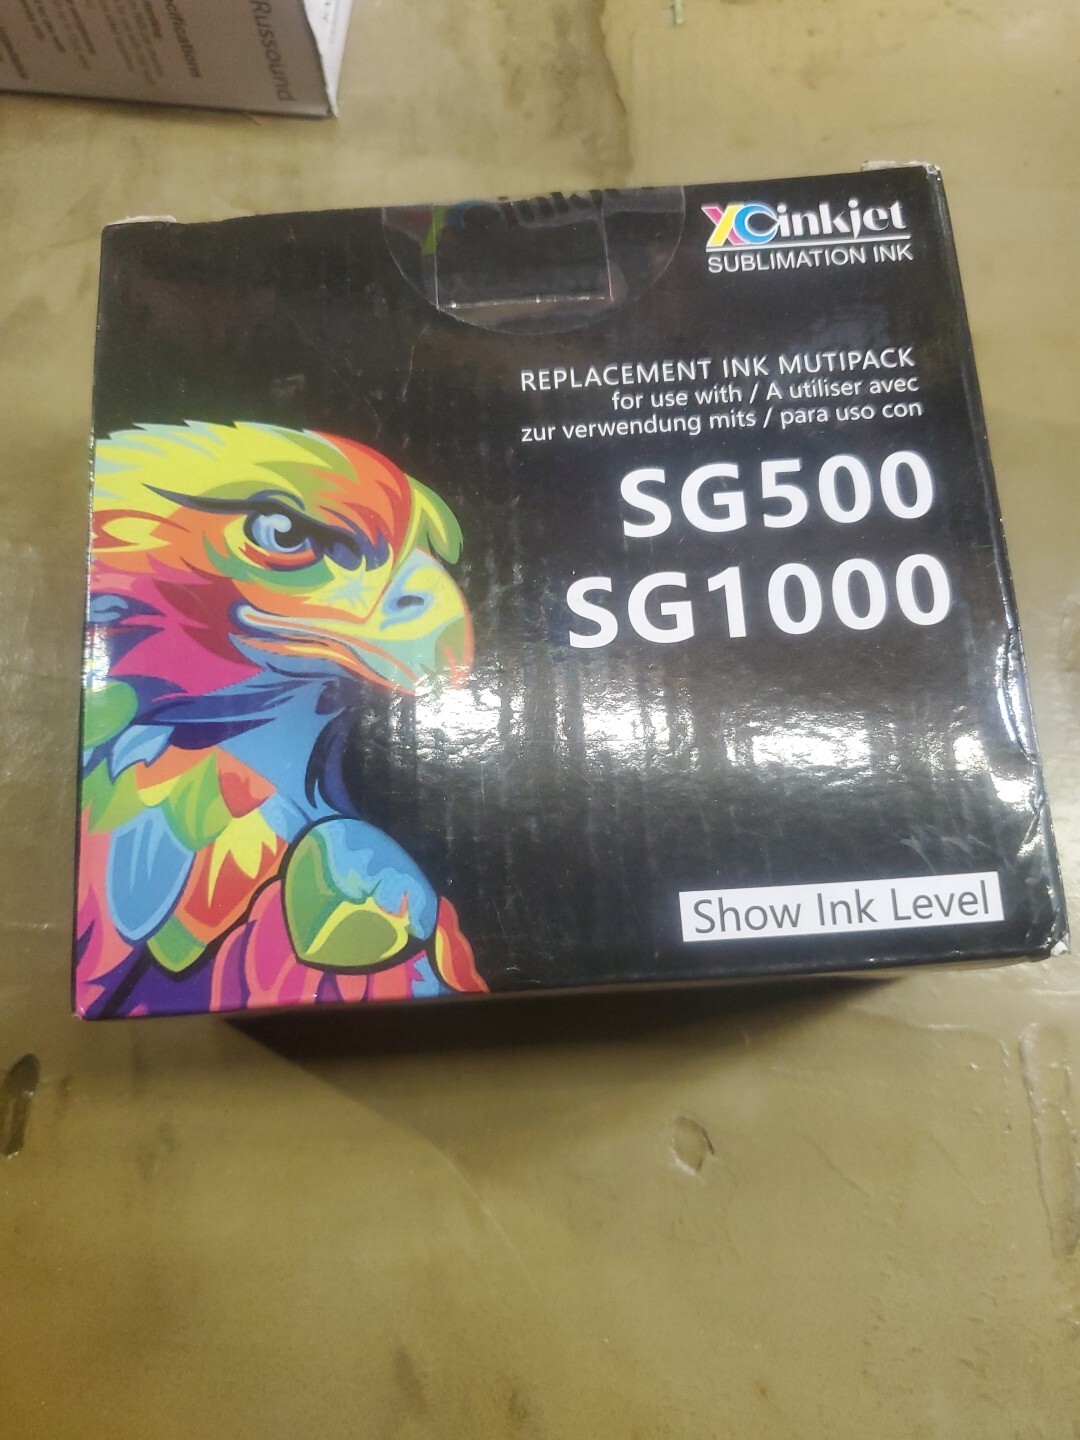 Russound
XCinkjet
SUBLIMATION INK
REPLACEMENT INK MUTIPACK
for use with / A utiliser avec
zur verwendung mits / para uso con
SG500
SG1000
Show Ink Level